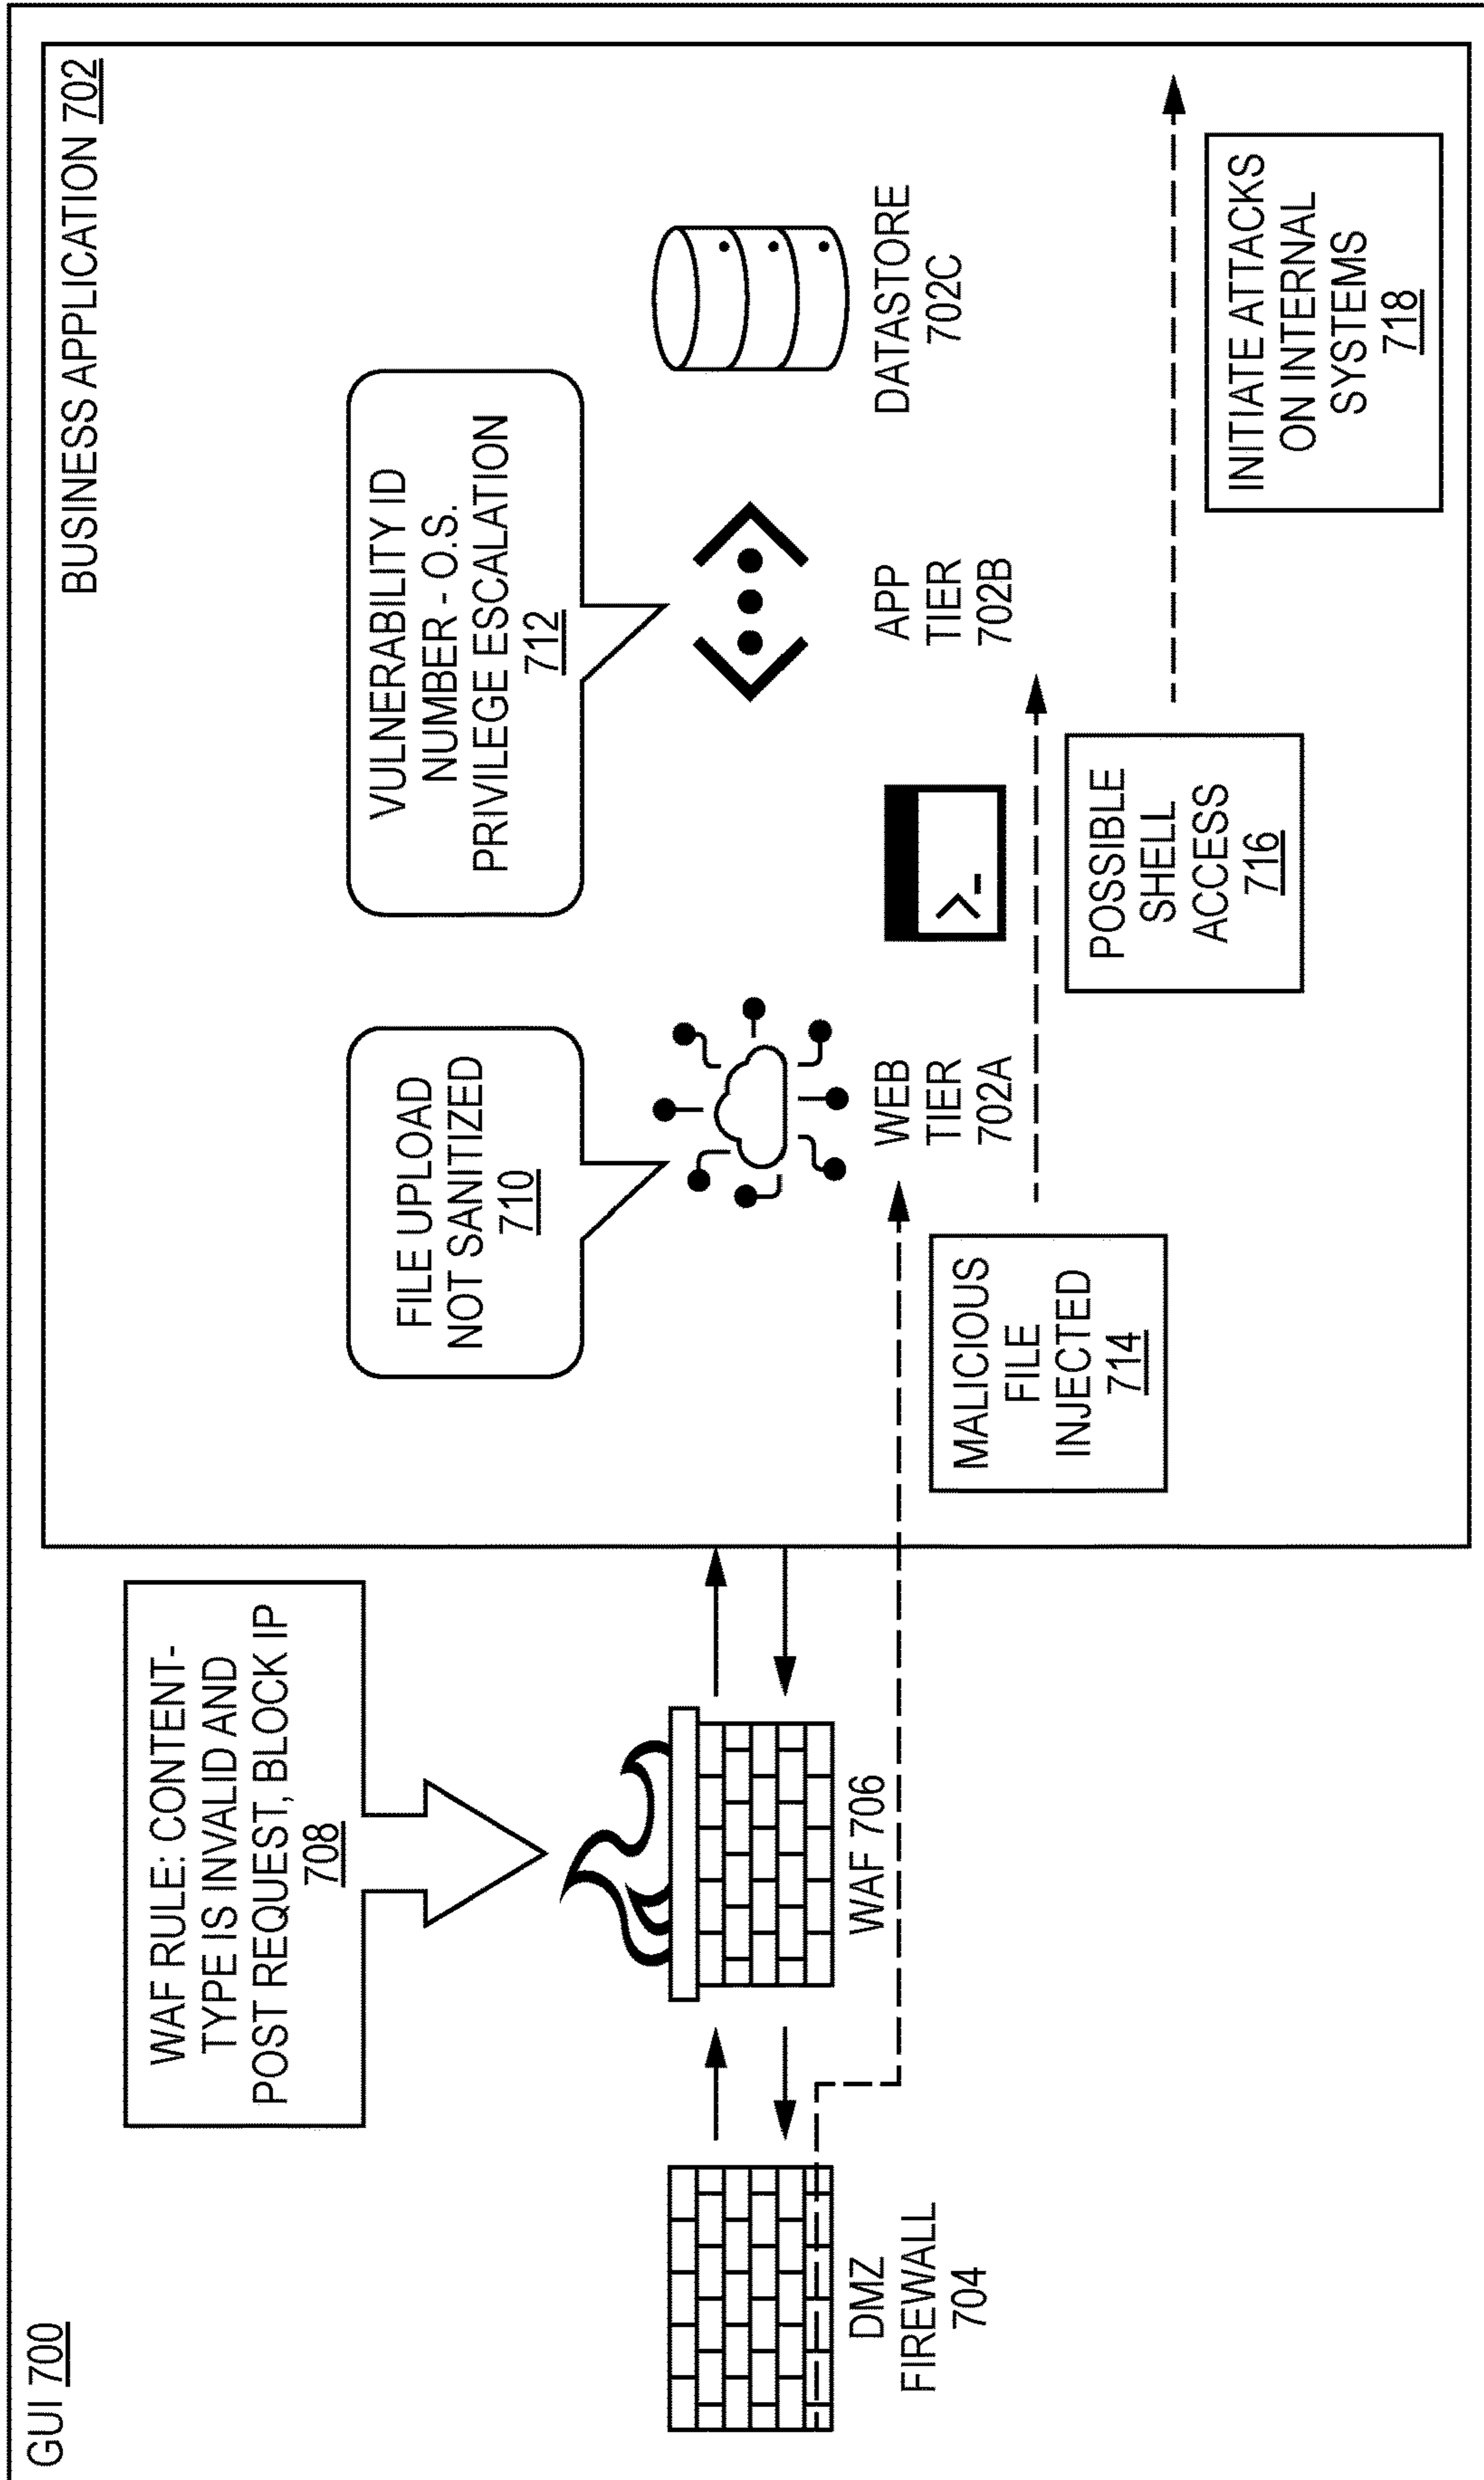 GUI 700
BUSINESS APPLICATION 702
WAF RULE: CONTENT-
TYPE IS INVALID AND
POST REQUEST, BLOCK IP
708
FILE UPLOAD
NOT SANITIZED
710
VULNERABILITY ID
NUMBER - O.S.
PRIVILEGE ESCALATION
712
DMZ
FIREWALL
704
WAF 706
WEB
TIER
702A
>_
APP
TIER
702B
DATASTORE
702C
MALICIOUS
FILE
INJECTED
714
POSSIBLE
SHELL
ACCESS
716
INITIATE ATTACKS
ON INTERNAL
SYSTEMS
718